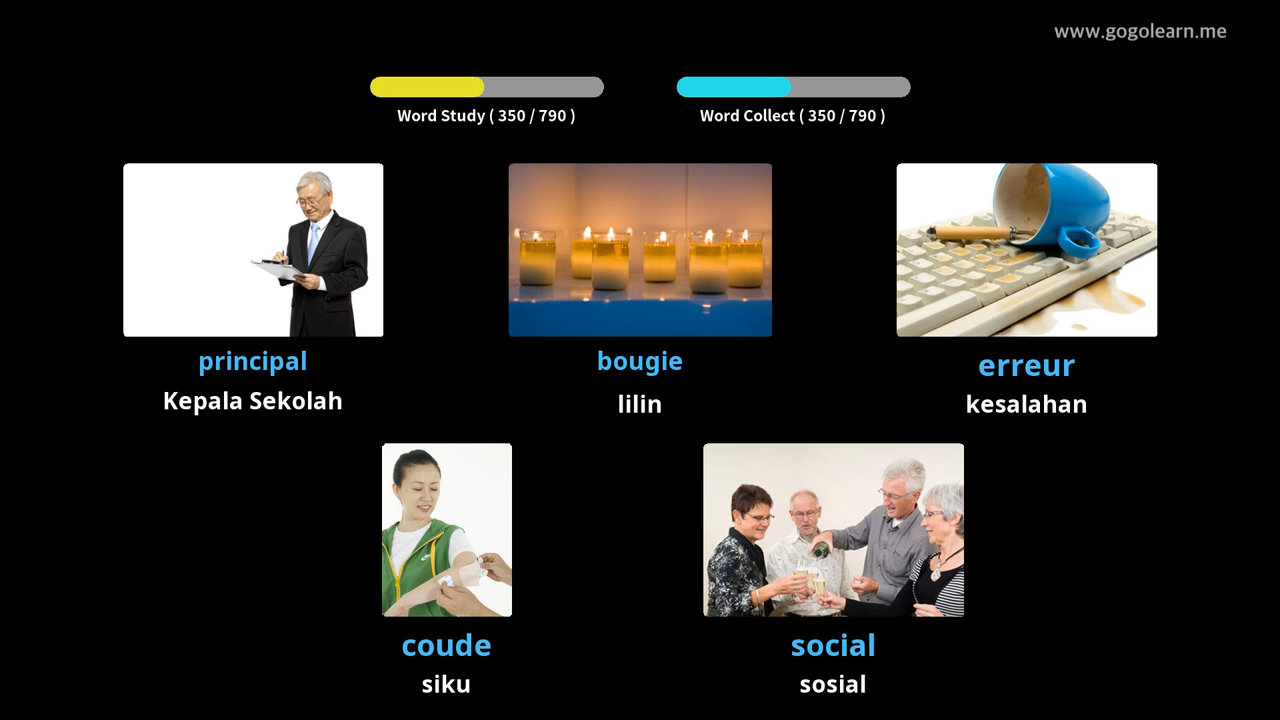 www.gogolearn.me
Word Study ( 350 / 790 )
Word Collect ( 350 / 790 )
principal
Kepala Sekolah
bougie
lilin
erreur
kesalahan
coude
siku
social
sosial